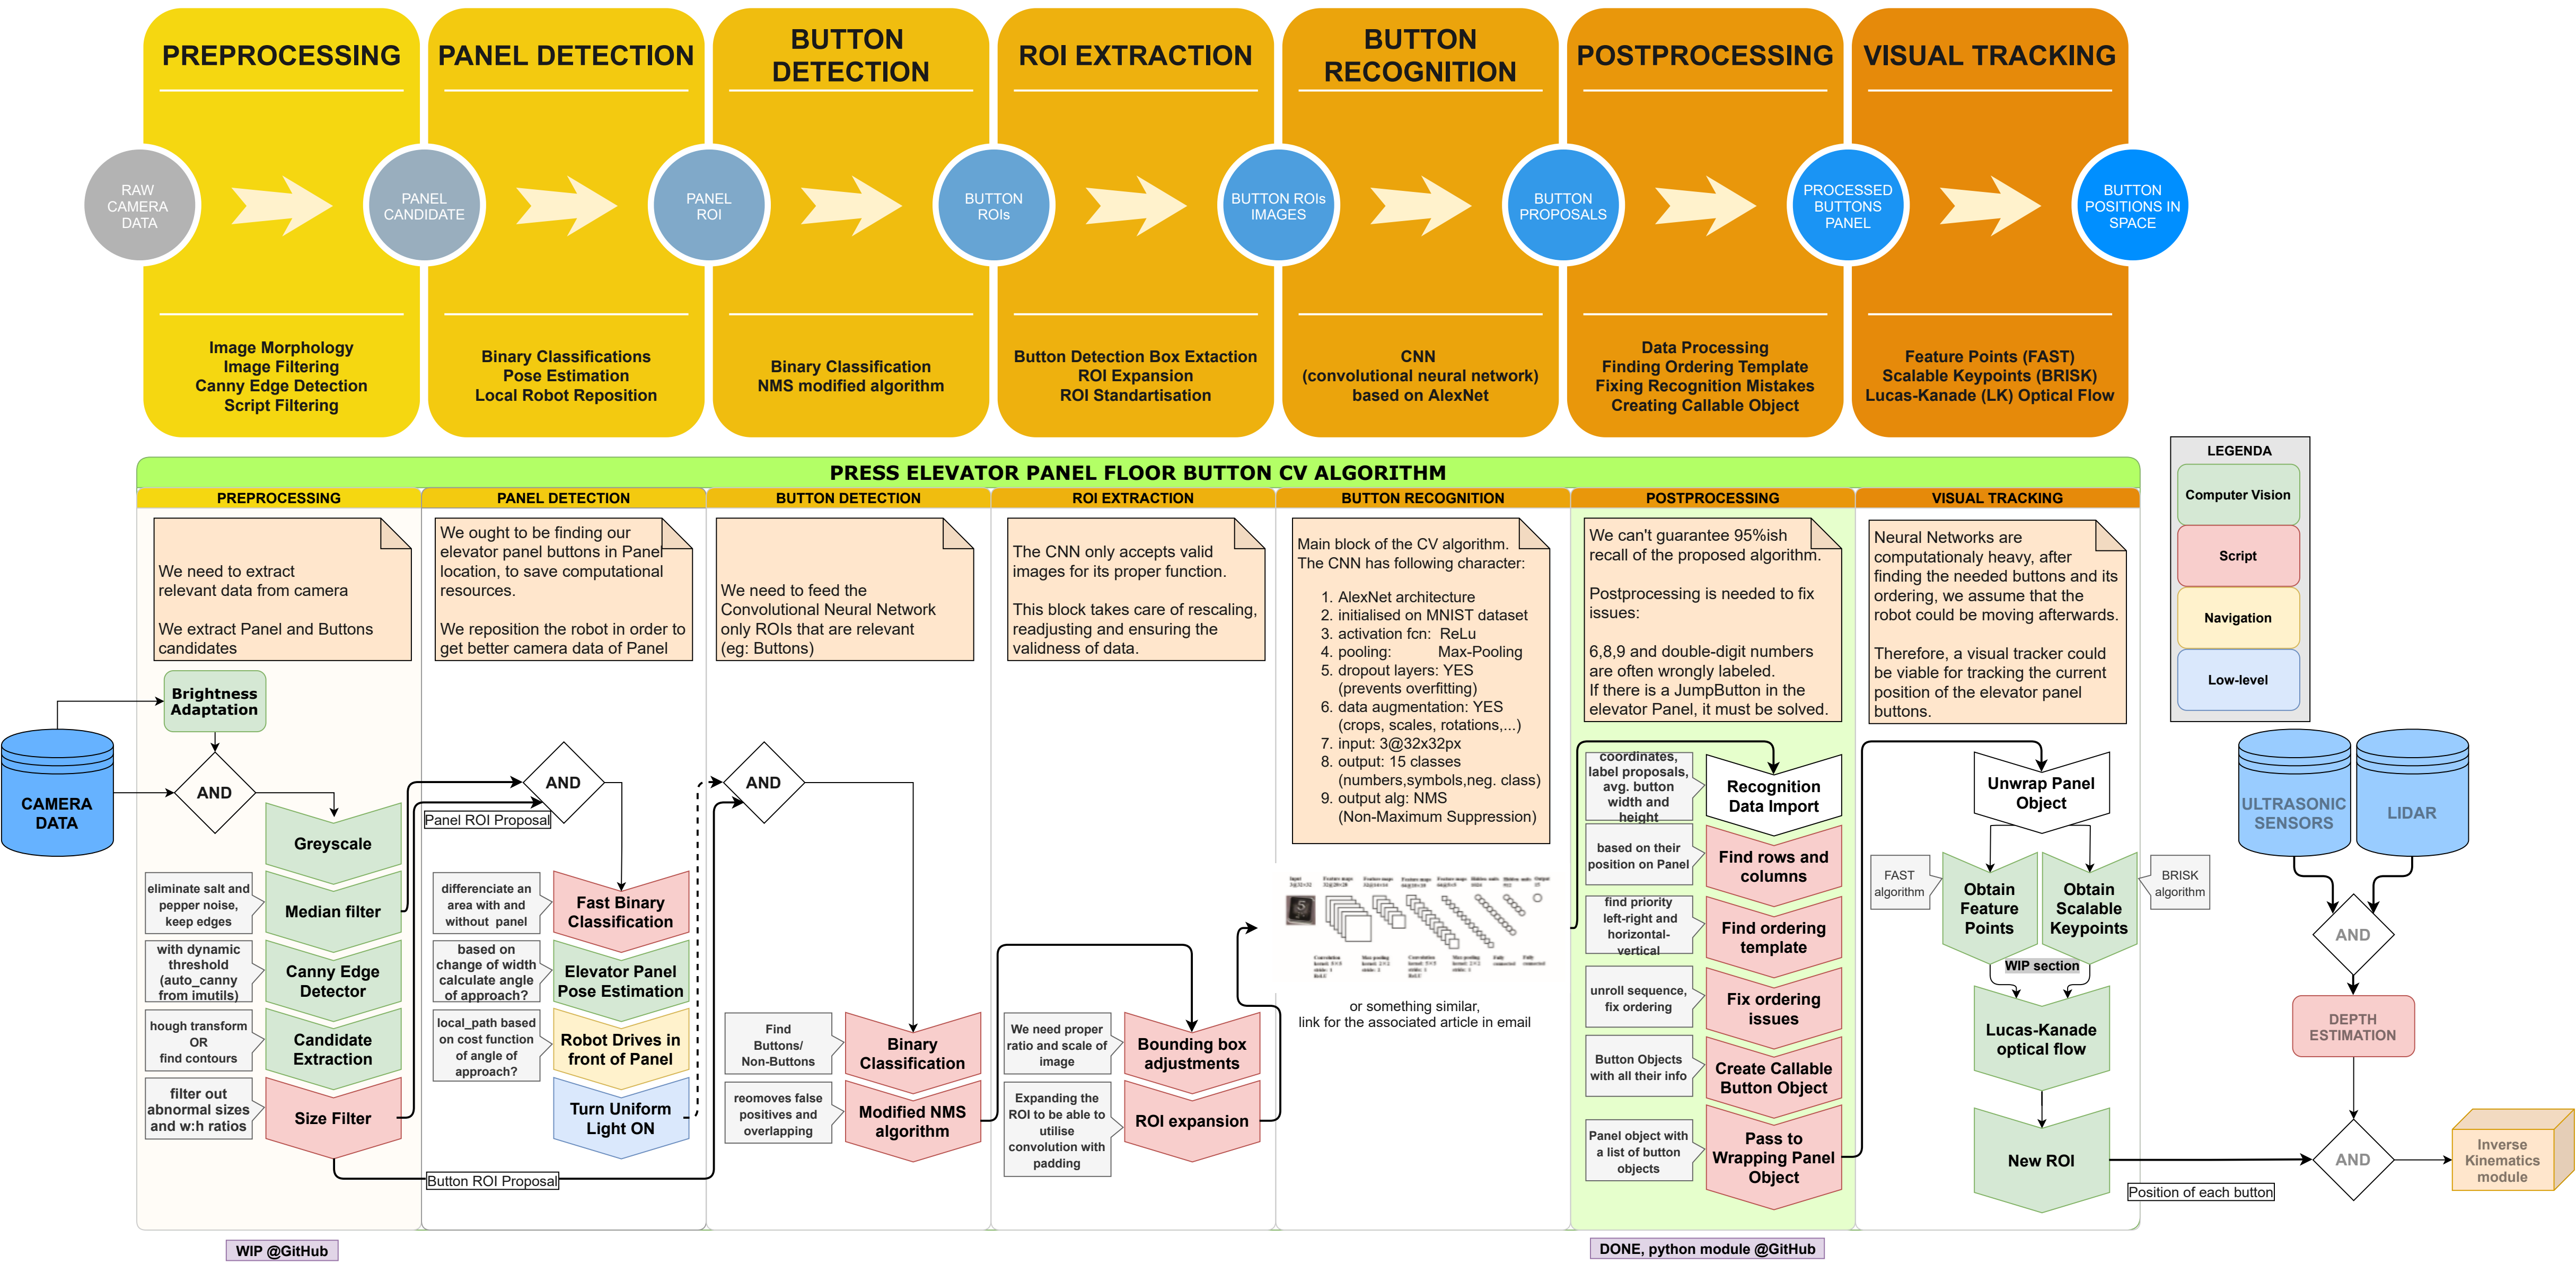 PREPROCESSING
PANEL DETECTION
BUTTON
DETECTION
ROI EXTRACTION
BUTTON
RECOGNITION
POSTPROCESSING
VISUAL TRACKING
RAW
CAMERA
DATA
PANEL
CANDIDATE
PANEL
ROI
BUTTON
ROIs
BUTTON ROIs
IMAGES
BUTTON
PROPOSALS
PROCESSED
BUTTONS
PANEL
BUTTON
POSITIONS IN
SPACE
Image Morphology
Image Filtering
Canny Edge Detection
Script Filtering
Binary Classifications
Pose Estimation
Local Robot Reposition
Binary Classification
NMS modified algorithm
Button Detection Box Extaction
ROI Expansion
ROI Standartisation
CNN
(convolutional neural network)
based on AlexNet
Data Processing
Finding Ordering Template
Fixing Recognition Mistakes
Creating Callable Object
Feature Points (FAST)
Scalable Keypoints (BRISK)
Lucas-Kanade (LK) Optical Flow
PRESS ELEVATOR PANEL FLOOR BUTTON CV ALGORITHM
PREPROCESSING
PANEL DETECTION
BUTTON DETECTION
ROI EXTRACTION
BUTTON RECOGNITION
POSTPROCESSING
VISUAL TRACKING
LEGENDA
Computer Vision
Script
Navigation
Low-level
We need to extract
relevant data from camera
We extract Panel and Buttons
candidates
We ought to be finding our
elevator panel buttons in Panel
location, to save computational
resources.
We reposition the robot in order to
get better camera data of Panel
We need to feed the
Convolutional Neural Network
only ROIs that are relevant
(eg: Buttons)
The CNN only accepts valid
images for its proper function.
This block takes care of rescaling,
readjusting and ensuring the
validness of data.
Main block of the CV algorithm.
The CNN has following character:
1. AlexNet architecture
2. initialised on MNIST dataset
3. activation fcn: ReLu
4. pooling: Max-Pooling
5. dropout layers: YES
(prevents overfitting)
6. data augmentation: YES
(crops, scales, rotations,...)
7. input: 3@32x32px
8. output: 15 classes
(numbers,symbols,neg. class)
9. output alg: NMS
(Non-Maximum Suppression)
We can't guarantee 95%ish
recall of the proposed algorithm.
Postprocessing is needed to fix
issues:
6,8,9 and double-digit numbers
are often wrongly labeled.
If there is a JumpButton in the
elevator Panel, it must be solved.
Neural Networks are
computationaly heavy, after
finding the needed buttons and its
ordering, we assume that the
robot could be moving afterwards.
Therefore, a visual tracker could
be viable for tracking the current
position of the elevator panel
buttons.
CAMERA
DATA
Brightness
Adaptation
AND
Greyscale
eliminate salt and
pepper noise,
keep edges
Median filter
with dynamic
threshold
(auto_canny
from imutils)
Canny Edge
Detector
hough transform
OR
find contours
Candidate
Extraction
filter out
abnormal sizes
and w:h ratios
Size Filter
AND
Panel ROI Proposal
differenciate an
area with and
without panel
Fast Binary
Classification
based on
change of width
calculate angle
of approach?
Elevator Panel
Pose Estimation
local_path based
on cost function
of angle of
approach?
Robot Drives in
front of Panel
Turn Uniform
Light ON
Button ROI Proposal
AND
Find
Buttons/
Non-Buttons
Binary
Classification
reomoves false
positives and
overlapping
Modified NMS
algorithm
We need proper
ratio and scale of
image
Bounding box
adjustments
Expanding the
ROI to be able to
utilise
convolution with
padding
ROI expansion
or something similar,
link for the associated article in email
coordinates,
label proposals,
avg. button
width and
height
Recognition
Data Import
based on their
position on Panel
Find rows and
columns
find priority
left-right and
horizontal-
vertical
Find ordering
template
unroll sequence,
fix ordering
Fix ordering
issues
Button Objects
with all their info
Create Callable
Button Object
Panel object with
a list of button
objects
Pass to
Wrapping Panel
Object
Unwrap Panel
Object
FAST
algorithm
Obtain
Feature
Points
Obtain
Scalable
Keypoints
BRISK
algorithm
WIP section
Lucas-Kanade
optical flow
New ROI
Position of each button
ULTRASONIC
SENSORS
LIDAR
AND
DEPTH
ESTIMATION
AND
Inverse
Kinematics
module
WIP @GitHub
DONE, python module @GitHub